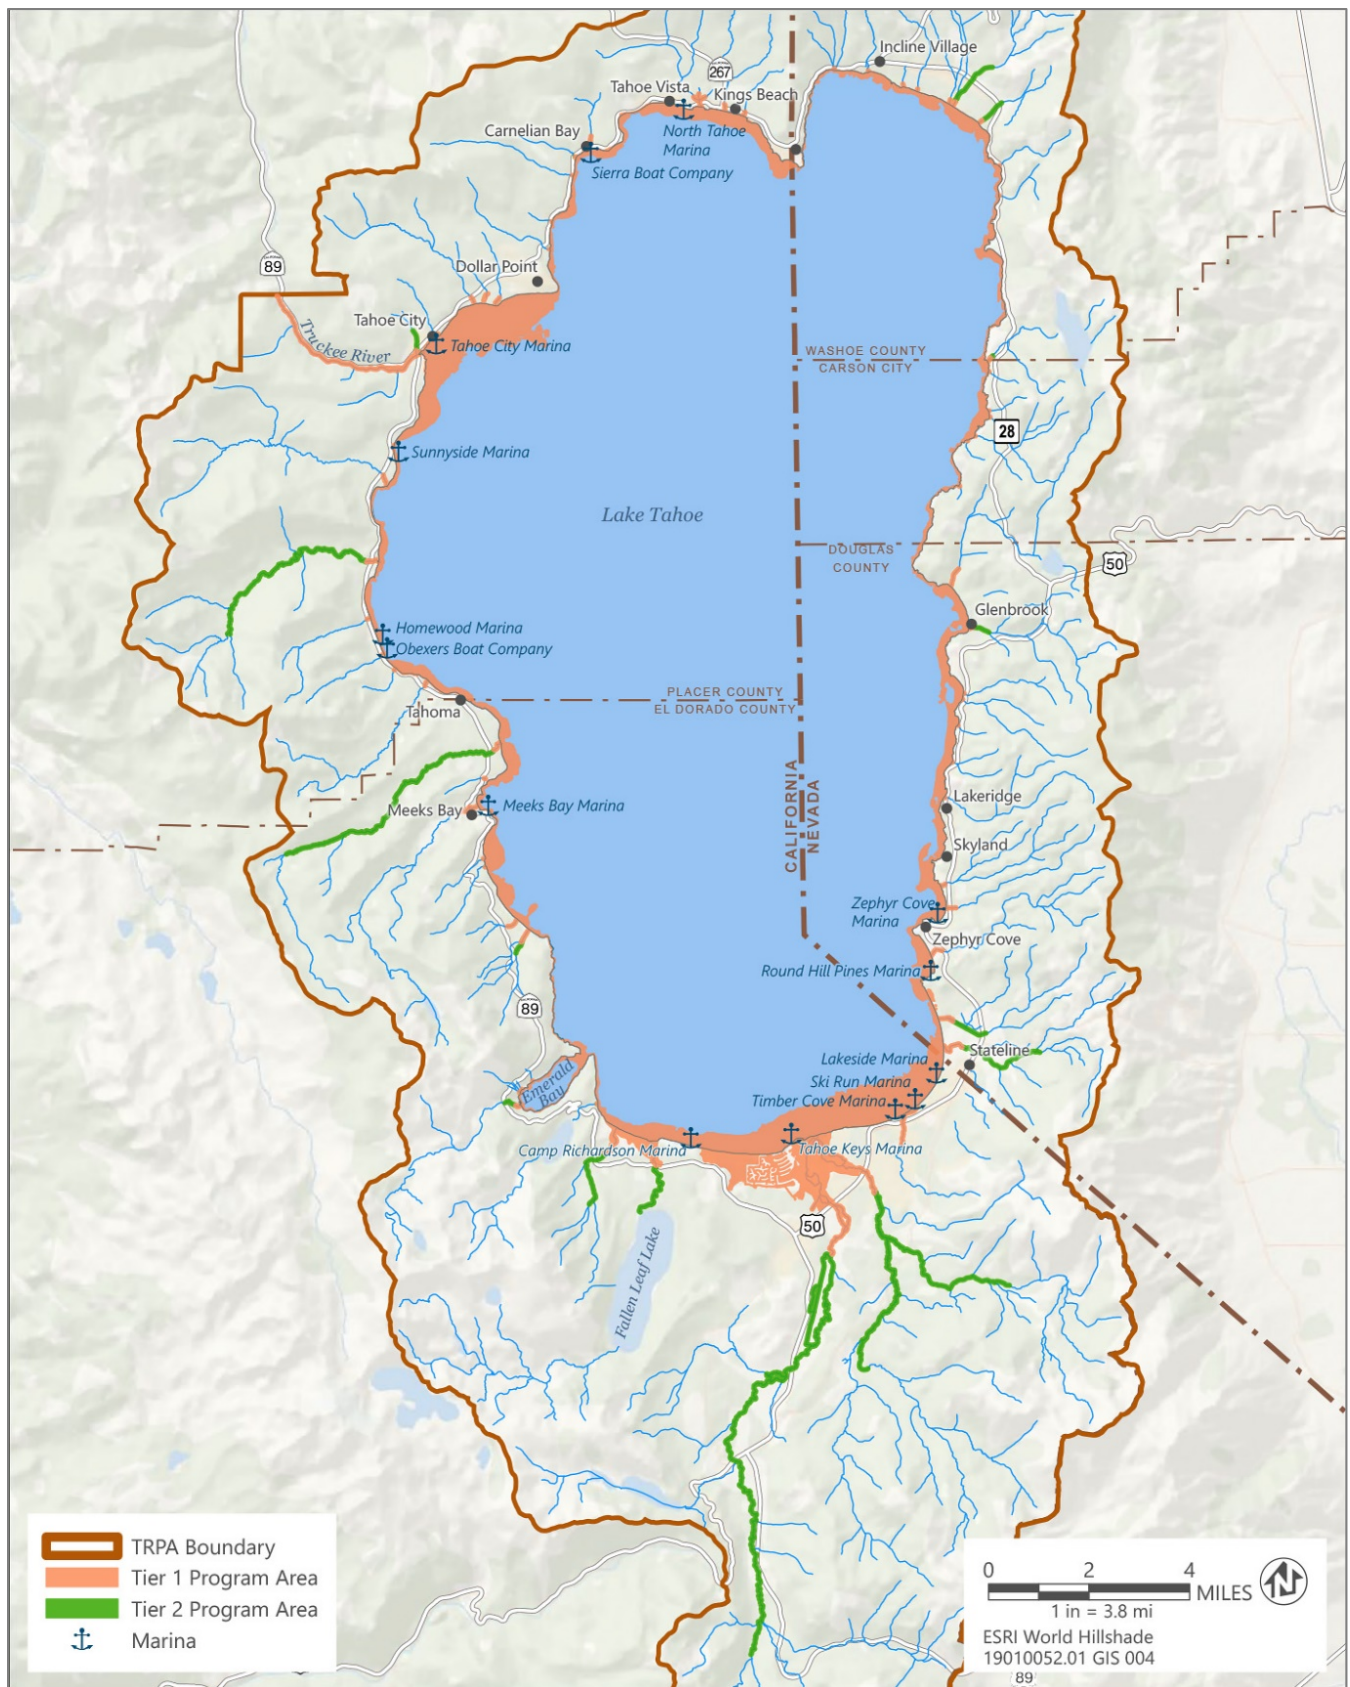 Incline Village
267
Tahoe Vista
Kings Beach
Carnelian Bay
North Tahoe
Marina
Sierra Boat Company
89
Dollar Point
Tahoe City
Truckee River
Tahoe City Marina
WASHOE COUNTY
CARSON CITY
28
Sunnyside Marina
Lake Tahoe
DOUGLAS
COUNTY
50
Glenbrook
Homewood Marina
Obexers Boat Company
PLACER COUNTY
EL DORADO COUNTY
Tahoma
CALIFORNIA
NEVADA
Meeks Bay
Meeks Bay Marina
Lakeridge
Skyland
Zephyr Cove
Marina
Zephyr Cove
Round Hill Pines Marina
89
Stateline
Lakeside Marina
Ski Run Marina
Timber Cove Marina
Emerald
Bay
Camp Richardson Marina
Tahoe Keys Marina
50
Fallen Leaf Lake
TRPA Boundary
Tier 1 Program Area
Tier 2 Program Area
Marina
0 2 4
MILES
N
1 in = 3.8 mi
ESRI World Hillshade
19010052.01 GIS 004
89